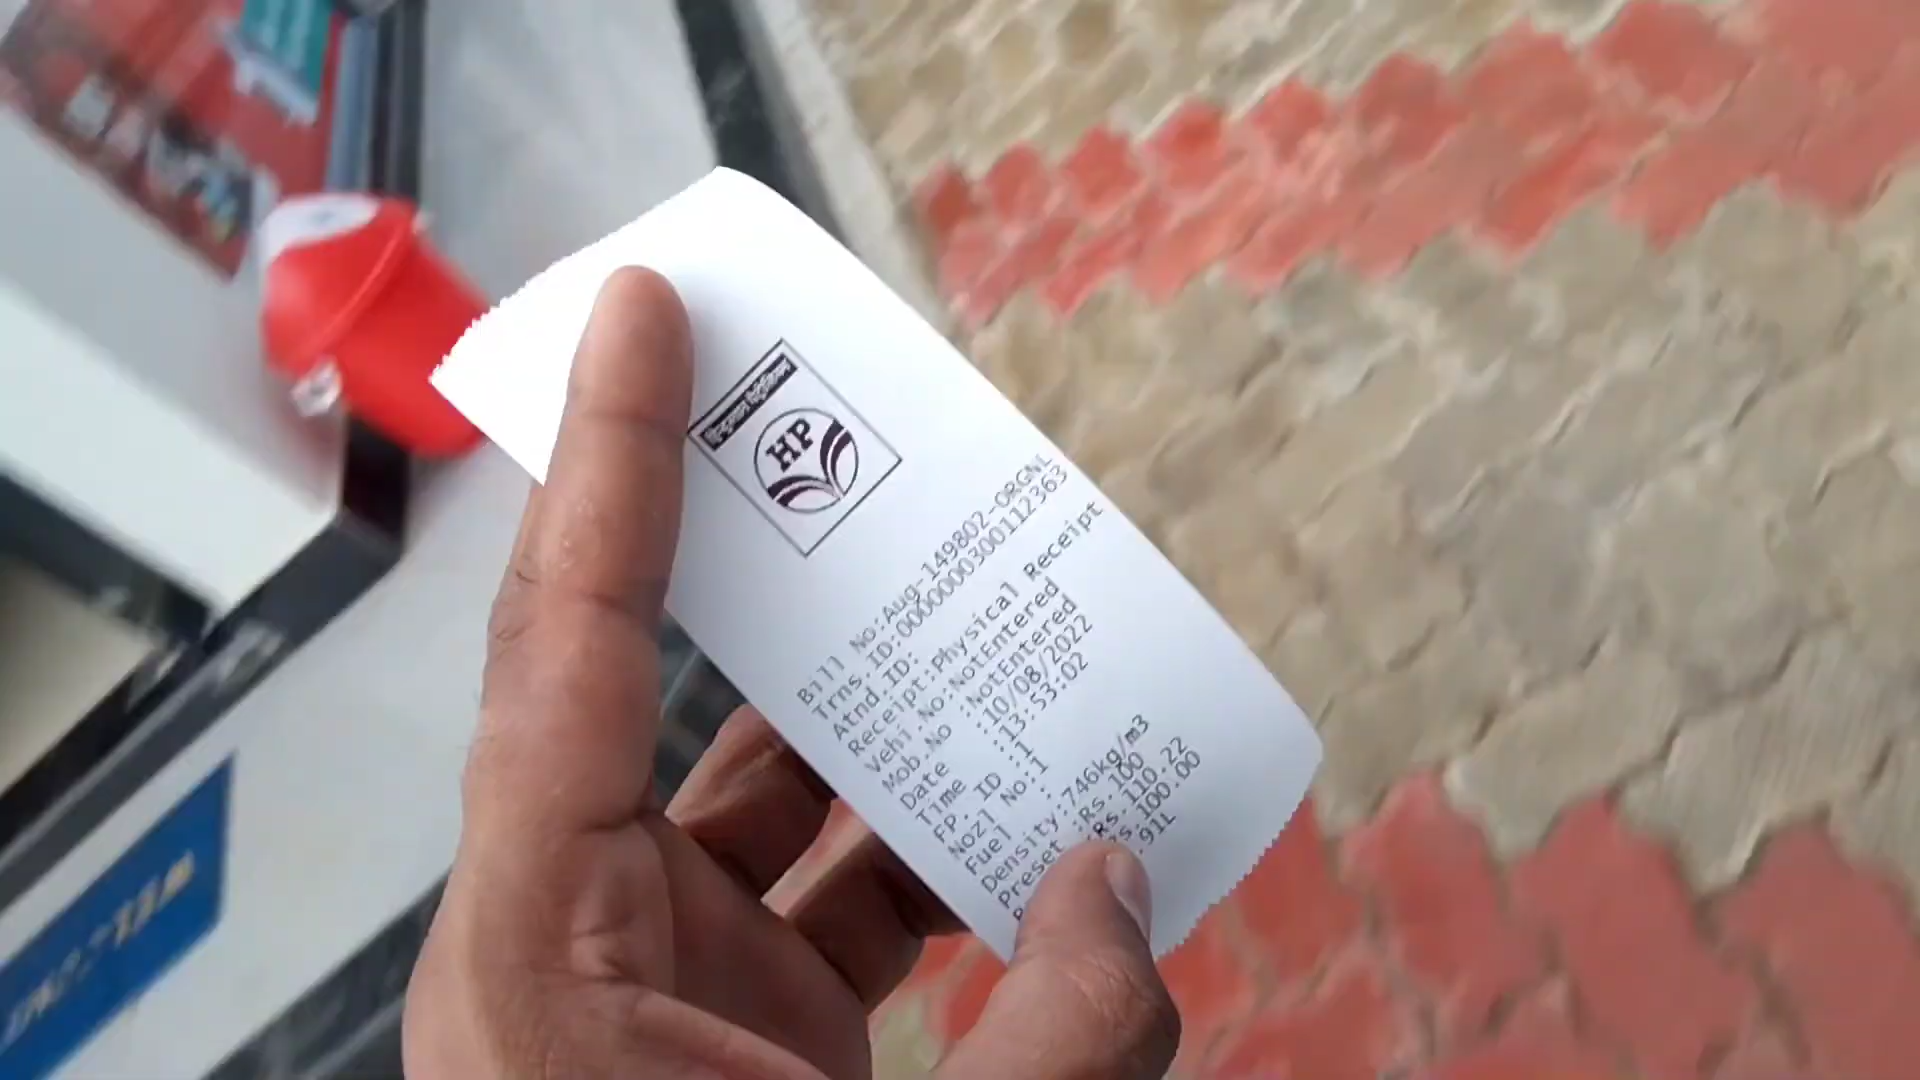 हिन्दुस्तान पेट्रोलियम
HP
Bill No:Aug-149802-ORGNL
Trns. ID:0000000300112363
Atnd.ID:
Receipt:Physical Receipt
Vehi.No:NotEntered
Mob.No :NotEntered
Date :10/08/2022
Time :13:53:02
FP. ID :1
Nozl No:1
Fuel :
Density:746kg/m3
Preset :Rs. 100
Rs. 110.22
100.00
.91L